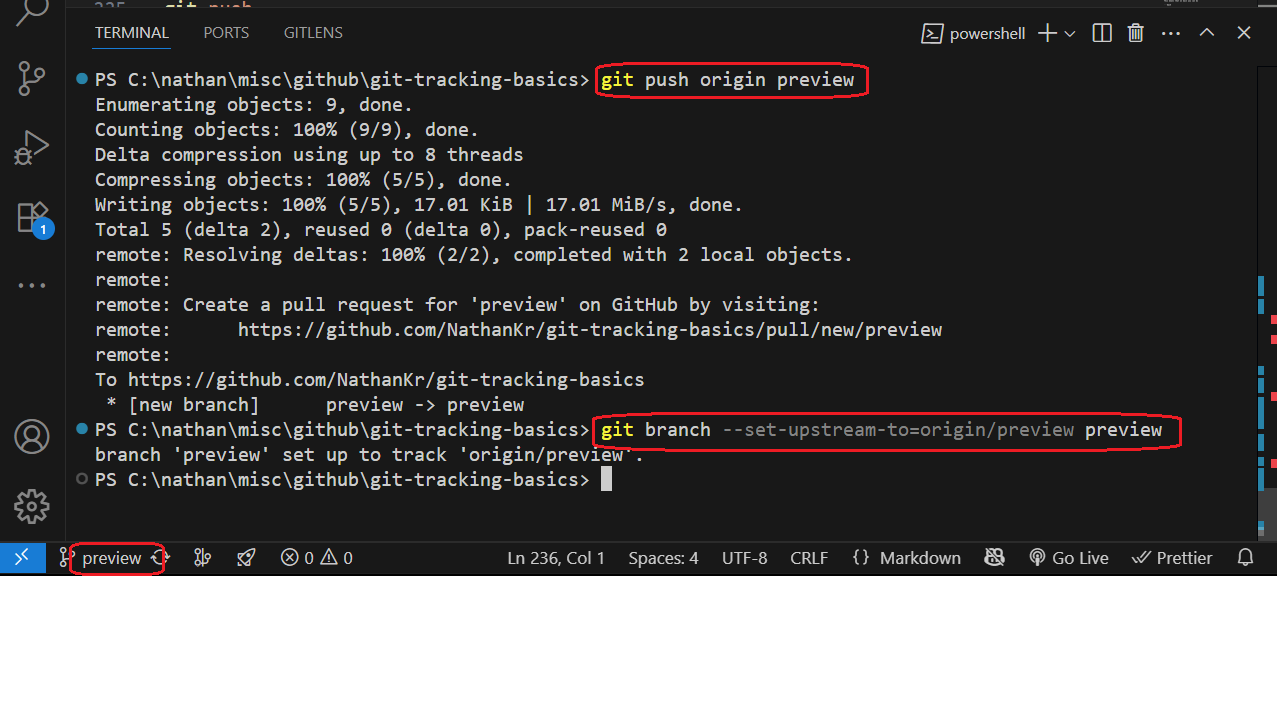 235 git push
TERMINAL PORTS GITLENS powershell
PS C:\nathan\misc\github\git-tracking-basics> git push origin preview
Enumerating objects: 9, done.
Counting objects: 100% (9/9), done.
Delta compression using up to 8 threads
Compressing objects: 100% (5/5), done.
Writing objects: 100% (5/5), 17.01 KiB | 17.01 MiB/s, done.
Total 5 (delta 2), reused 0 (delta 0), pack-reused 0
remote: Resolving deltas: 100% (2/2), completed with 2 local objects.
remote:
remote: Create a pull request for 'preview' on GitHub by visiting:
remote:      https://github.com/NathanKr/git-tracking-basics/pull/new/preview
remote:
To https://github.com/NathanKr/git-tracking-basics
 * [new branch]      preview -> preview
PS C:\nathan\misc\github\git-tracking-basics> git branch --set-upstream-to=origin/preview preview
branch 'preview' set up to track 'origin/preview'.
PS C:\nathan\misc\github\git-tracking-basics>
1
preview 0 0 Ln 236, Col 1 Spaces: 4 UTF-8 CRLF {} Markdown Go Live Prettier